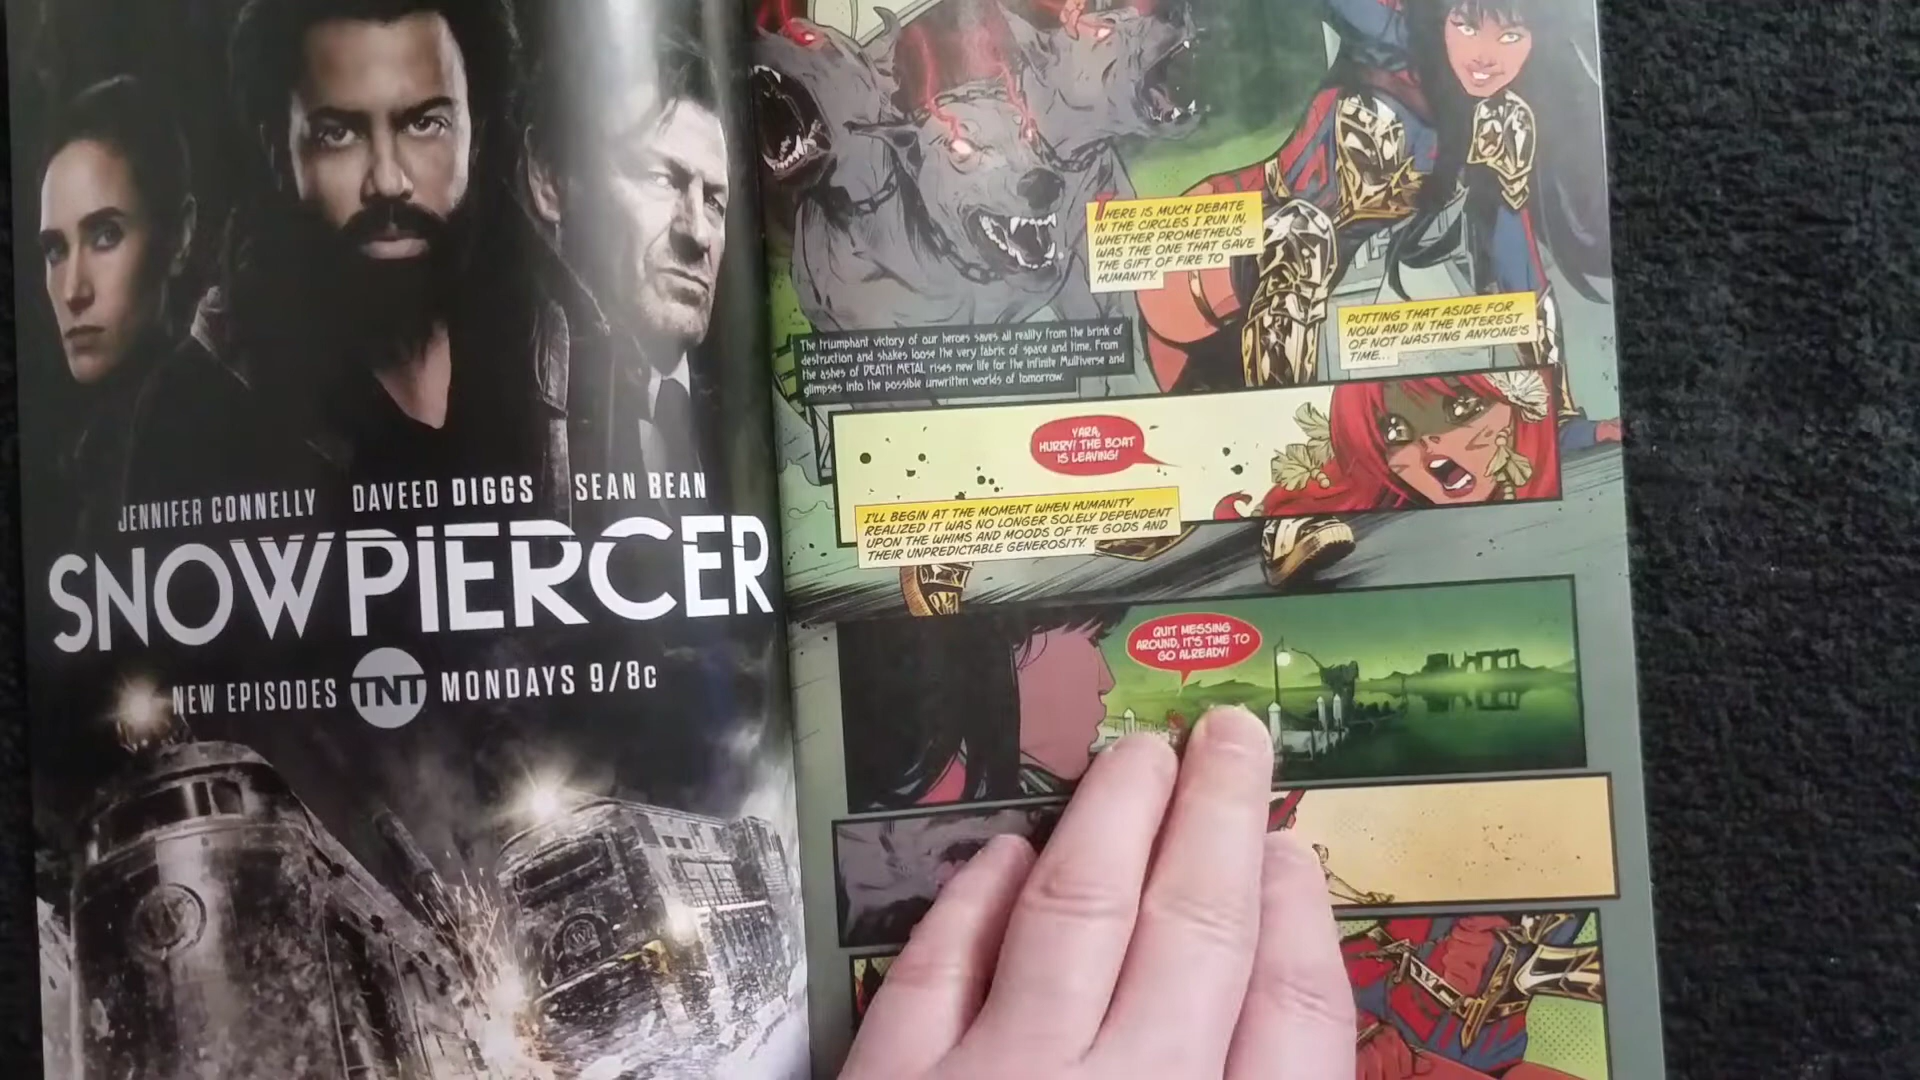 JENNIFER CONNELLY DAVEED DIGGS SEAN BEAN
SNOWPIERCER
NEW EPISODES TNT MONDAYS 9/8c
THERE IS MUCH DEBATE
IN THE CIRCLES I RUN IN,
WHETHER PROMETHEUS
WAS THE ONE THAT GAVE
THE GIFT OF FIRE TO
HUMANITY.
PUTTING THAT ASIDE FOR
NOW AND IN THE INTEREST
OF NOT WASTING ANYONE'S
TIME...
The triumphant victory of our heroes saves all reality from the brink of
destruction and shakes loose the very fabric of space and time. From
the ashes of DEATH METAL rises new life for the infinite Multiverse and
glimpses into the possible unwritten worlds of tomorrow.
YARA,
HURRY! THE BOAT
IS LEAVING!
I'LL BEGIN AT THE MOMENT WHEN HUMANITY
REALIZED IT WAS NO LONGER SOLELY DEPENDENT
UPON THE WHIMS AND MOODS OF THE GODS AND
THEIR UNPREDICTABLE GENEROSITY.
QUIT MESSING
AROUND, IT'S TIME TO
GO ALREADY!